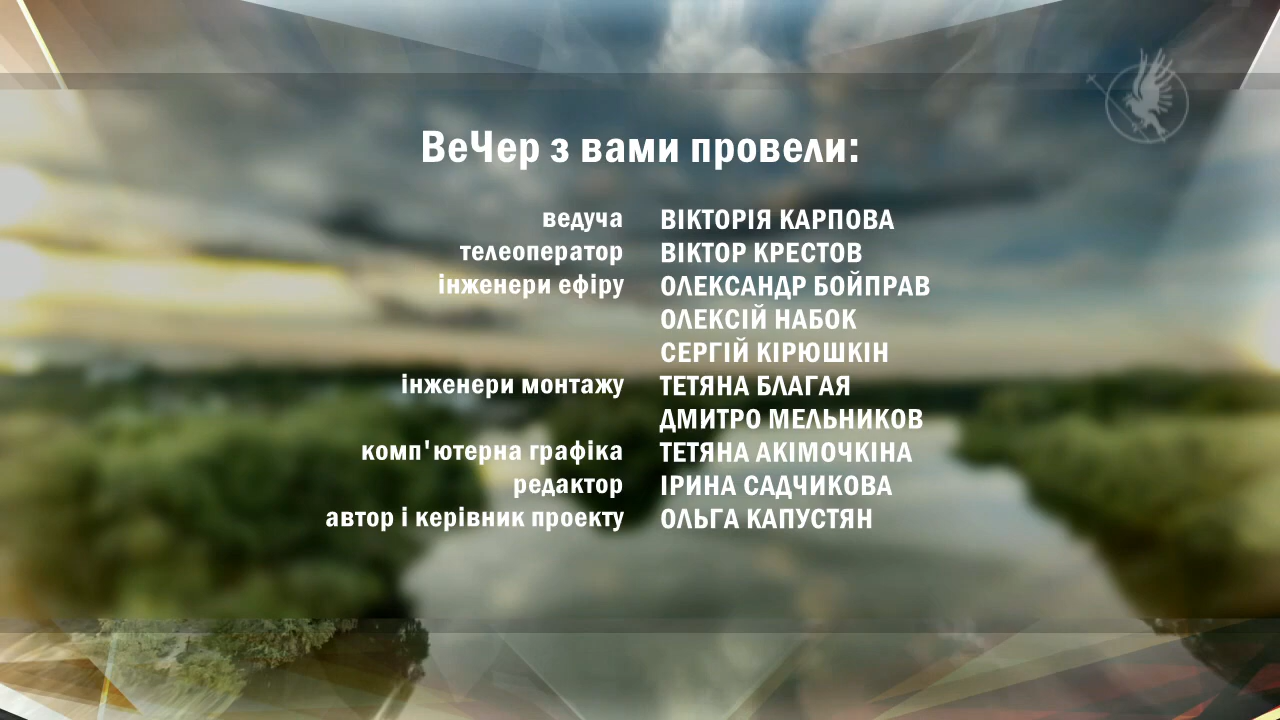 ВеЧер з вами провели:
ведуча ВІКТОРІЯ КАРПОВА
телеоператор ВІКТОР КРЕСТОВ
інженери ефіру ОЛЕКСАНДР БОЙПРАВ
ОЛЕКСІЙ НАБОК
СЕРГІЙ КІРЮШКІН
інженери монтажу ТЕТЯНА БЛАГАЯ
ДМИТРО МЕЛЬНИКОВ
комп'ютерна графіка ТЕТЯНА АКІМОЧКІНА
редактор ІРИНА САДЧИКОВА
автор і керівник проекту ОЛЬГА КАПУСТЯН